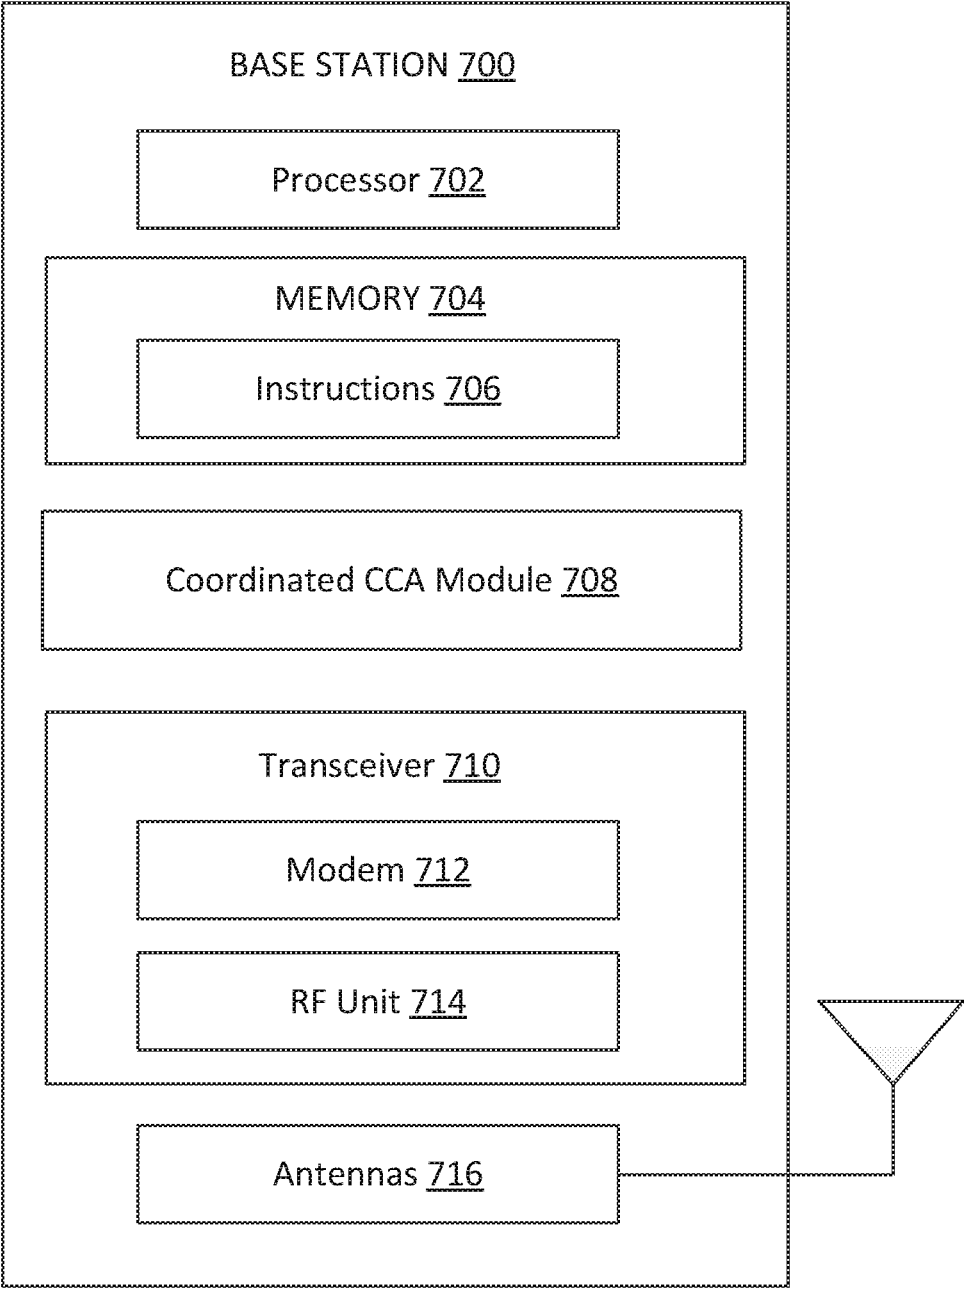 BASE STATION 700
Processor 702
MEMORY 704
Instructions 706
Coordinated CCA Module 708
Transceiver 710
Modem 712
RF Unit 714
Antennas 716